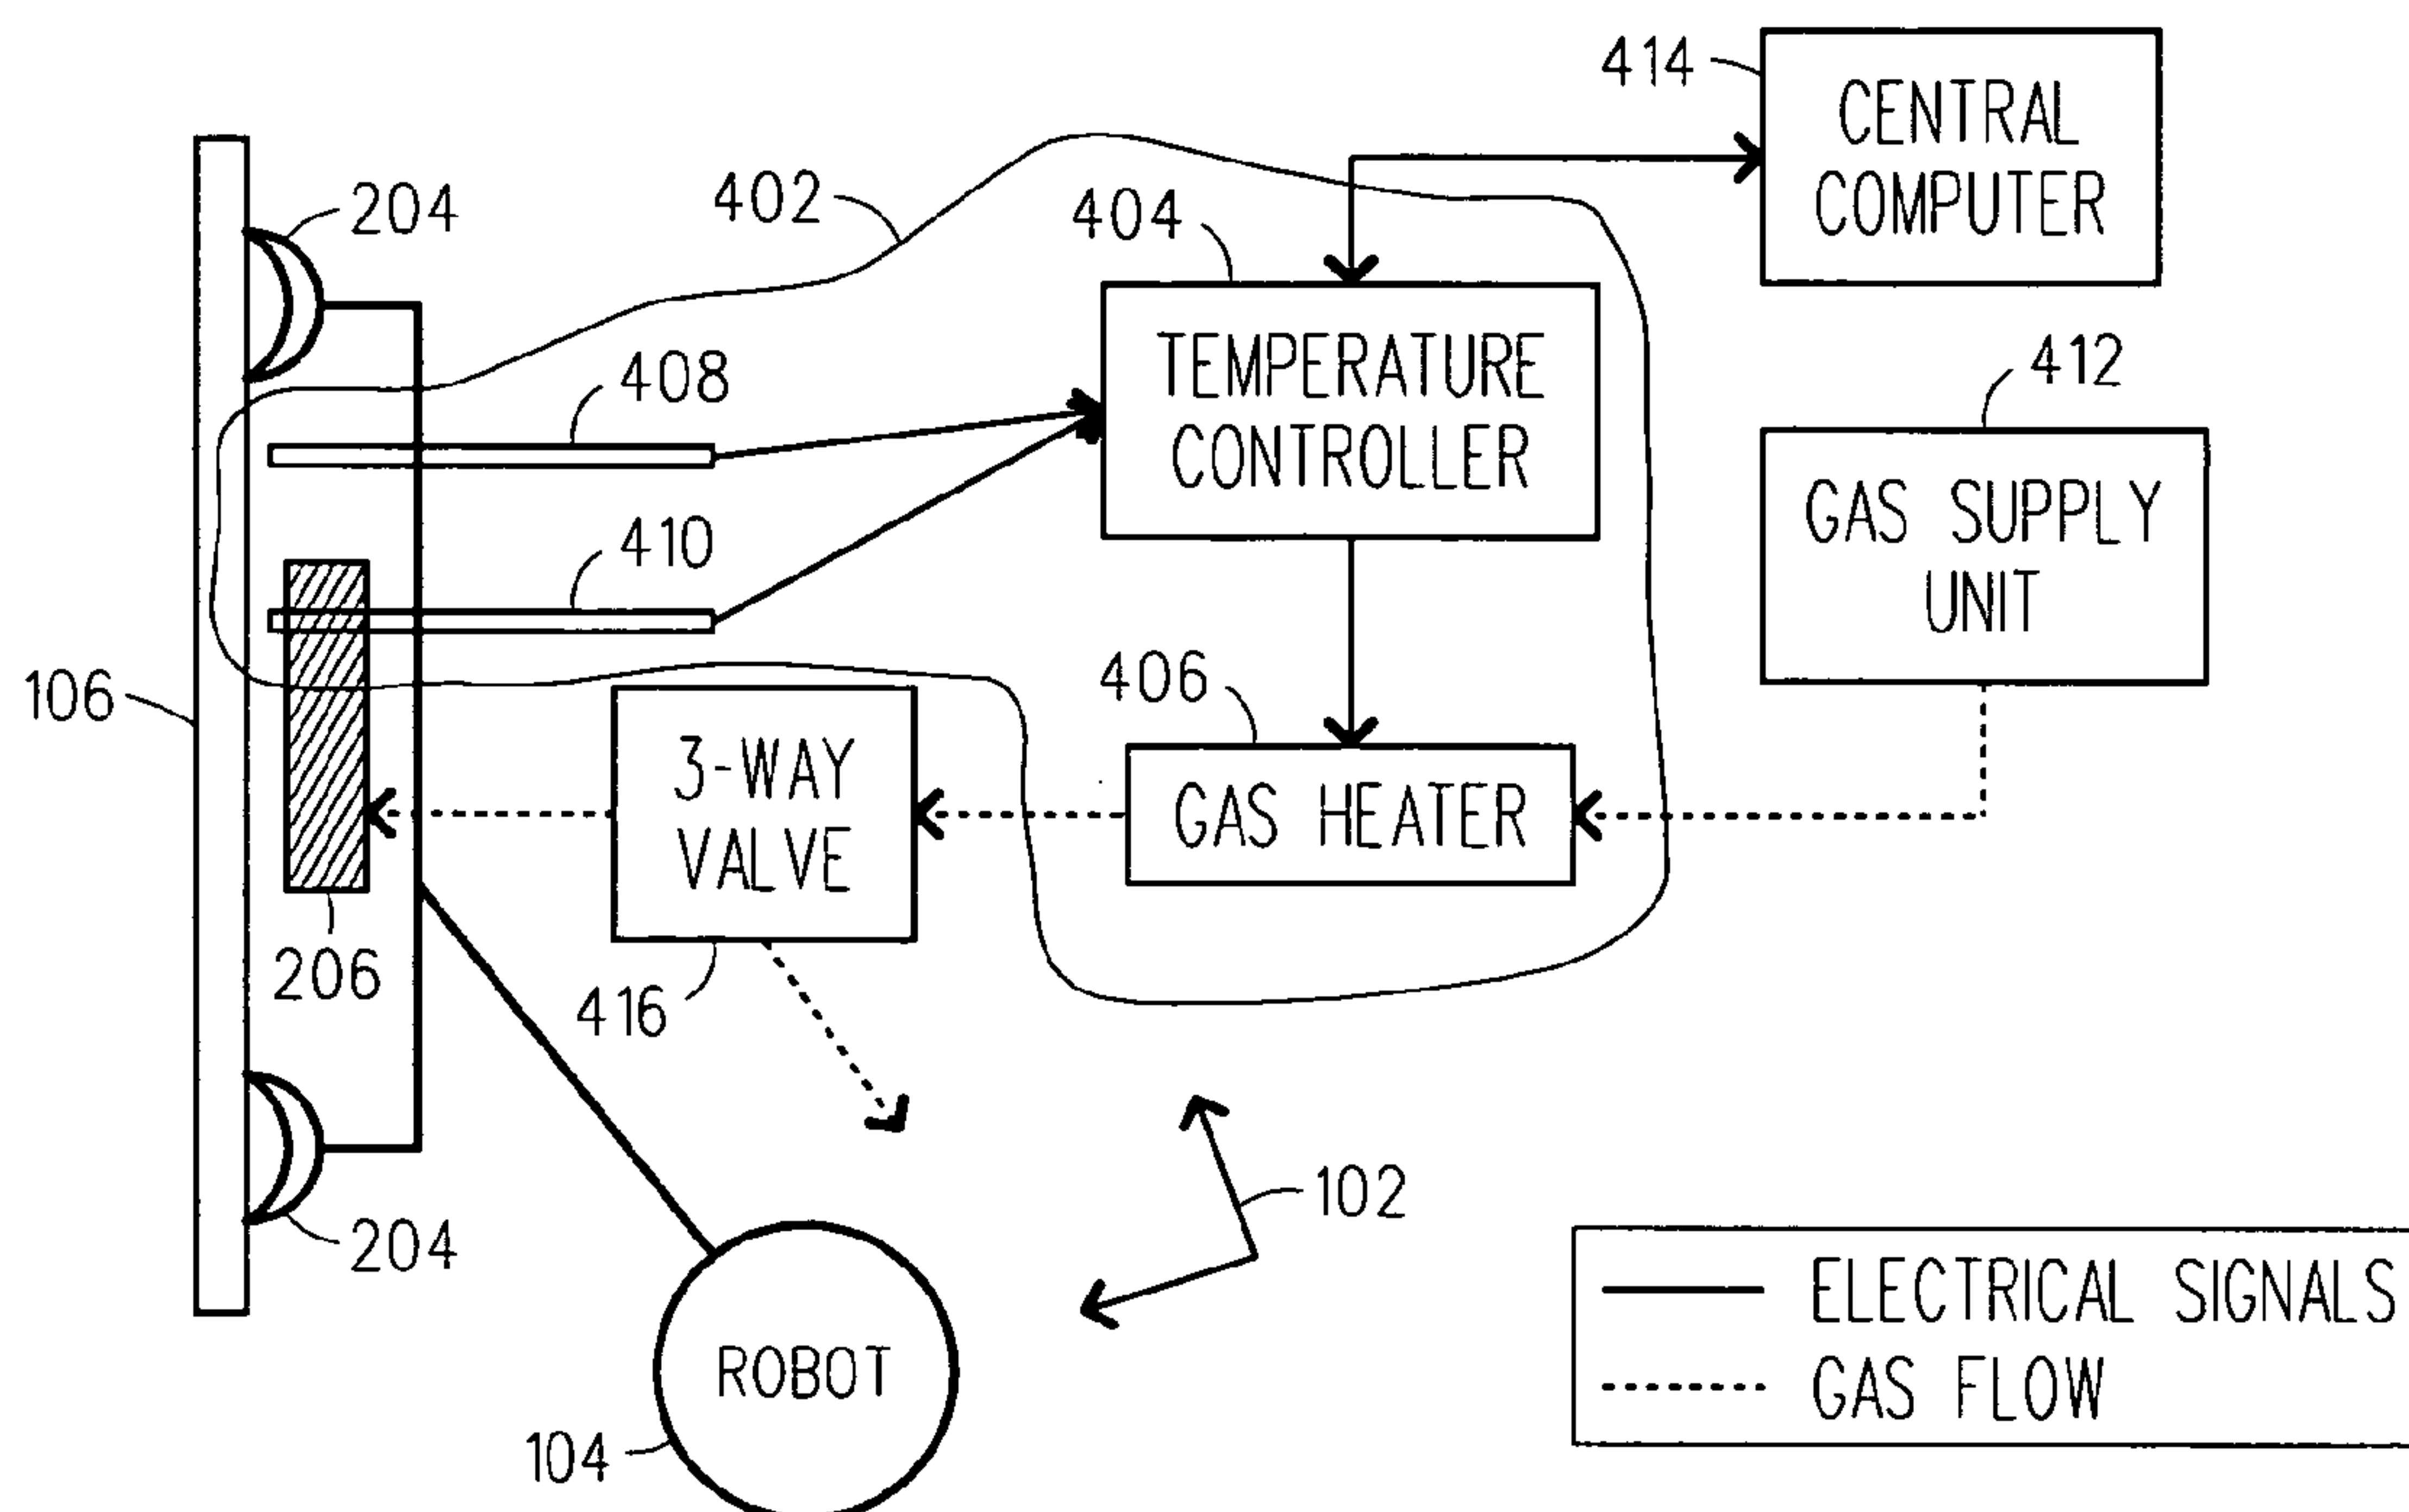 414
CENTRAL
COMPUTER
204
402
404
TEMPERATURE
CONTROLLER
408
412
GAS SUPPLY
UNIT
410
106
406
3-WAY
VALVE
GAS HEATER
206
416
102
204
ROBOT
104
ELECTRICAL SIGNALS
GAS FLOW